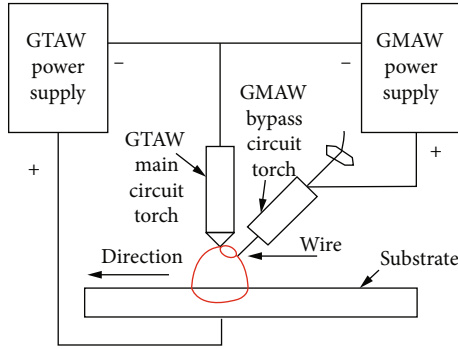 GTAW
power
supply
GMAW
power
supply
−
−
+
+
GTAW
main
circuit
torch
GMAW
bypass
circuit
torch
Direction
Wire
Substrate